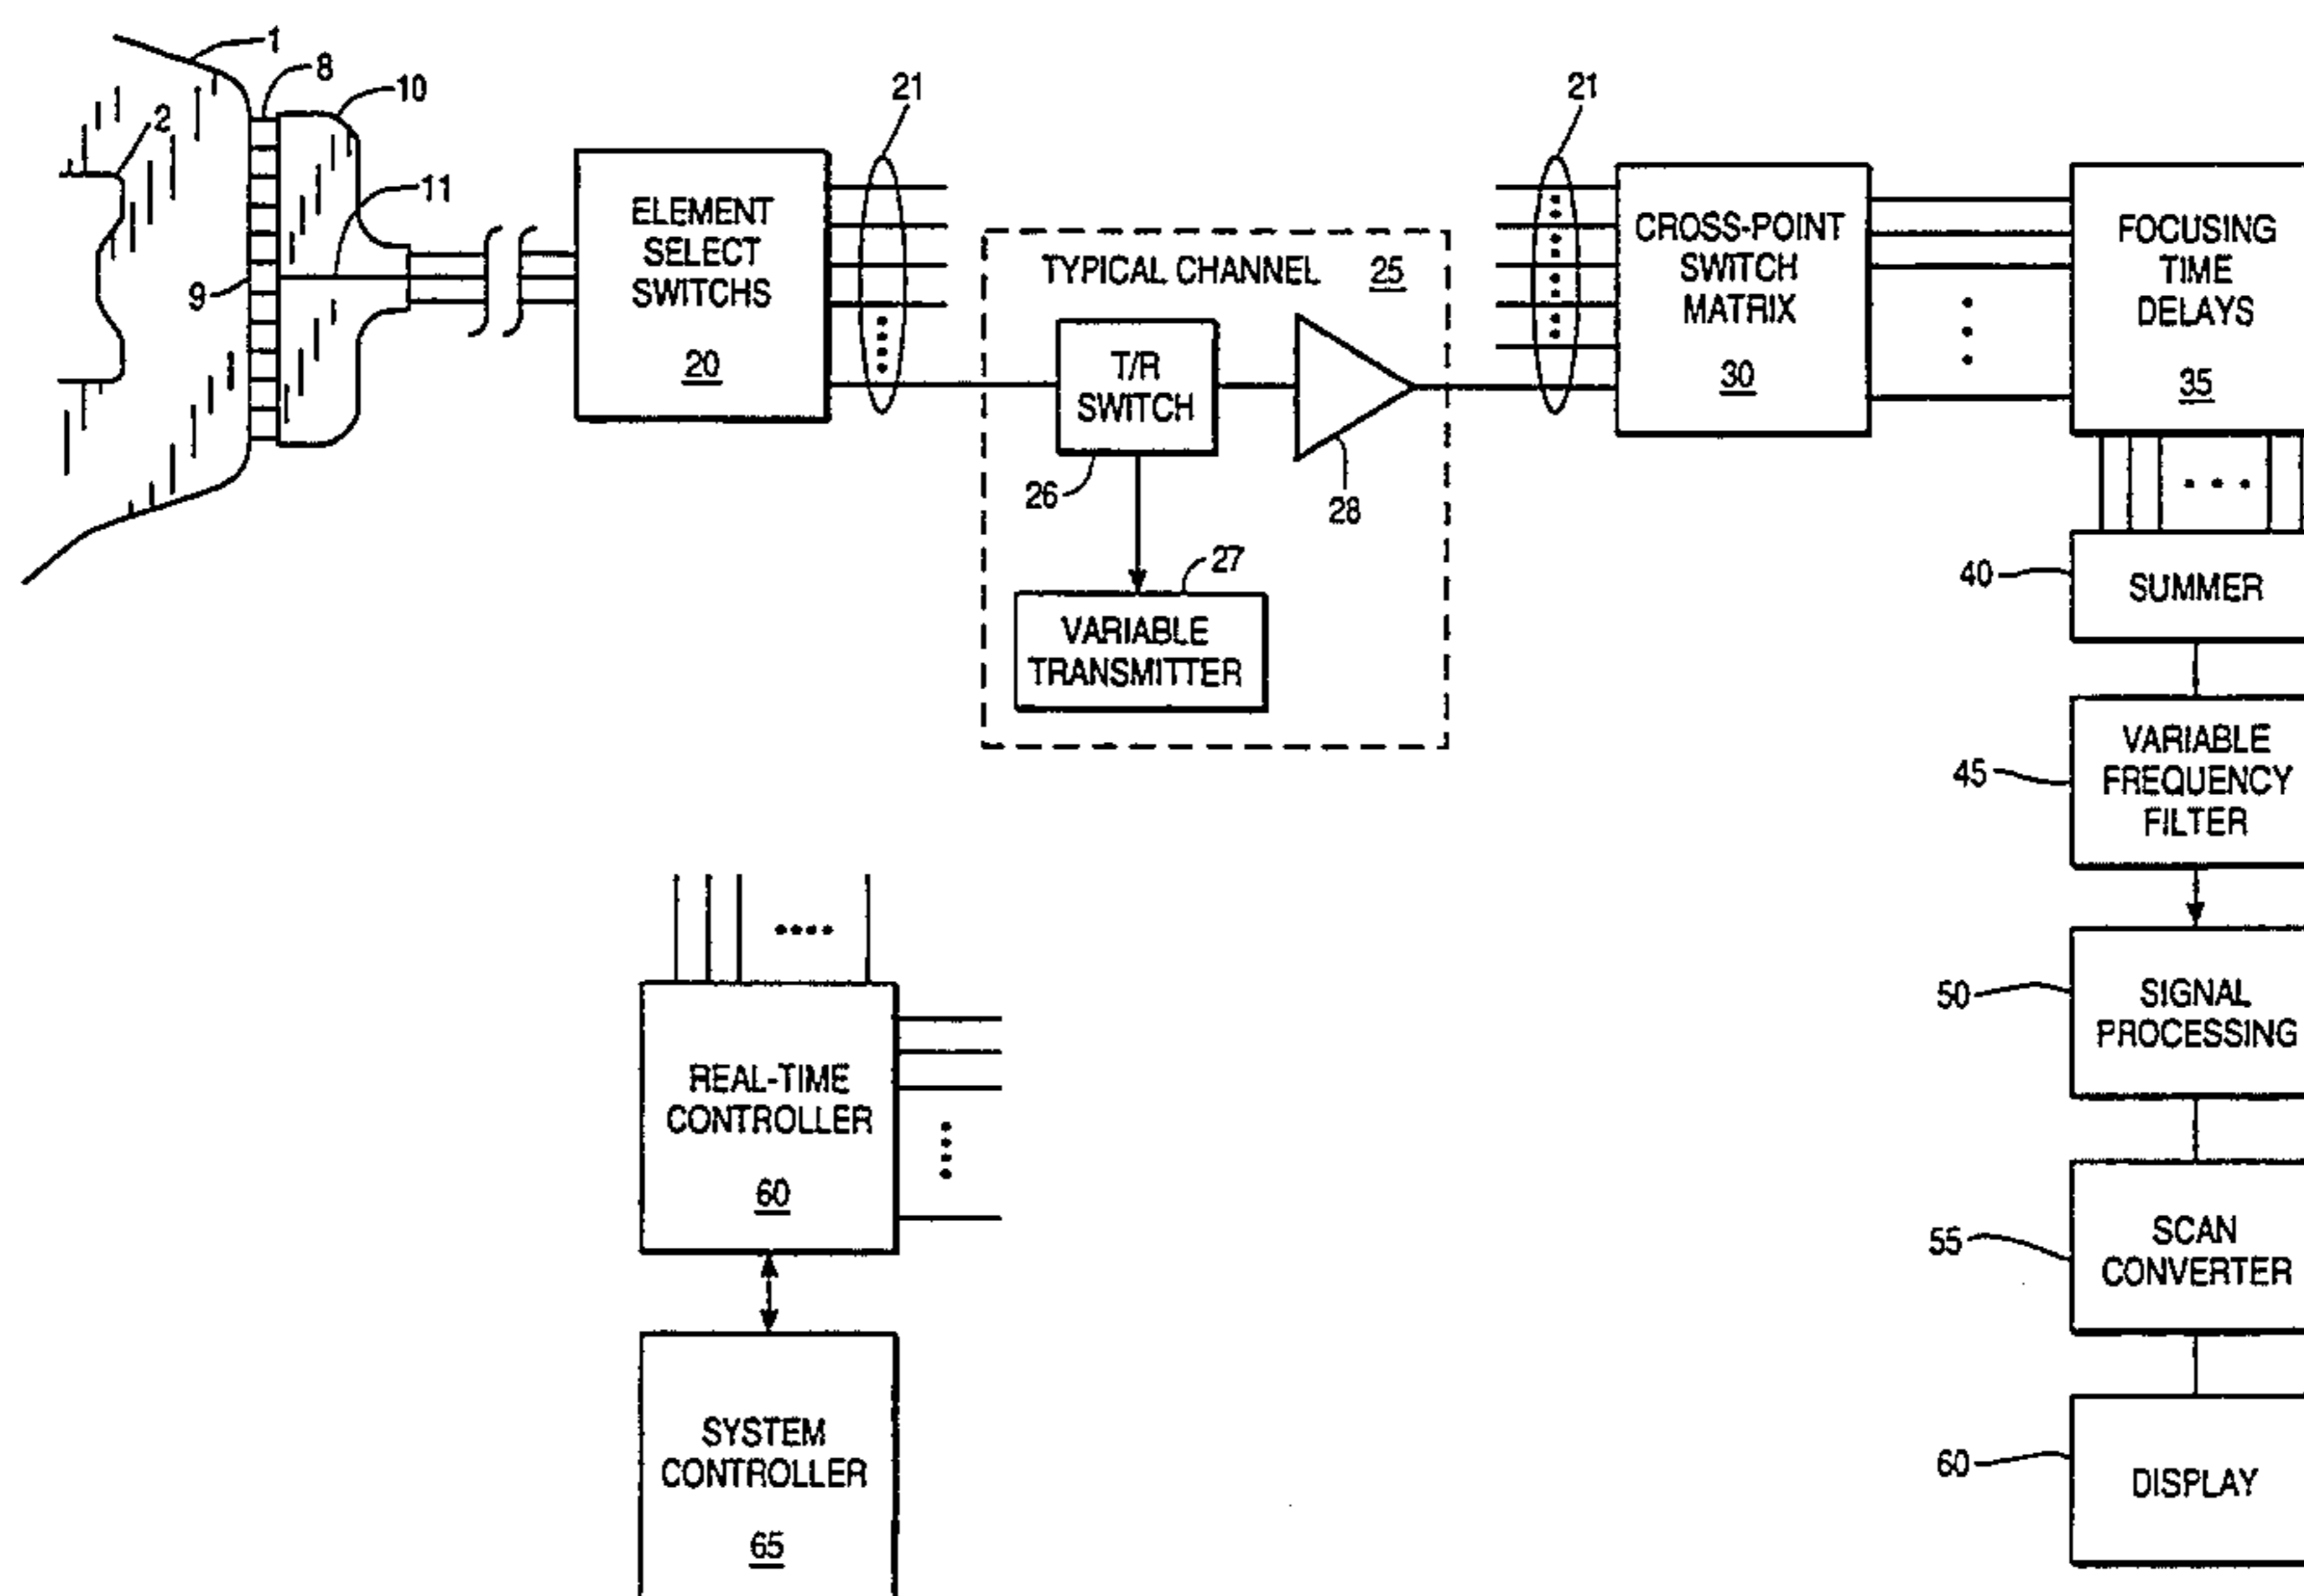 1
8
10
2
11
9
ELEMENT
SELECT
SWITCHS
20
21
TYPICAL CHANNEL 25
T/R
SWITCH
26
28
27
VARIABLE
TRANSMITTER
21
CROSS-POINT
SWITCH
MATRIX
30
FOCUSING
TIME
DELAYS
35
40
SUMMER
45
VARIABLE
FREQUENCY
FILTER
50
SIGNAL
PROCESSING
55
SCAN
CONVERTER
60
DISPLAY
REAL-TIME
CONTROLLER
60
SYSTEM
CONTROLLER
65